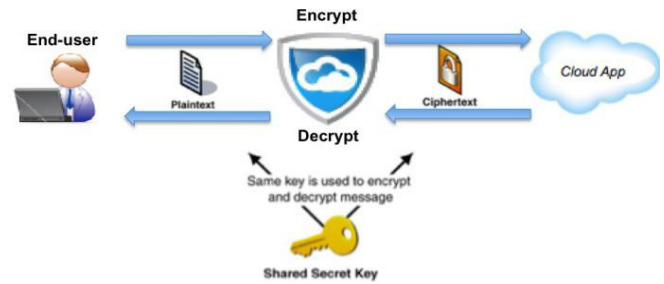 Encrypt
End-user
Plaintext
Ciphertext
Cloud App
Decrypt
Same key is used to encrypt
and decrypt message
Shared Secret Key